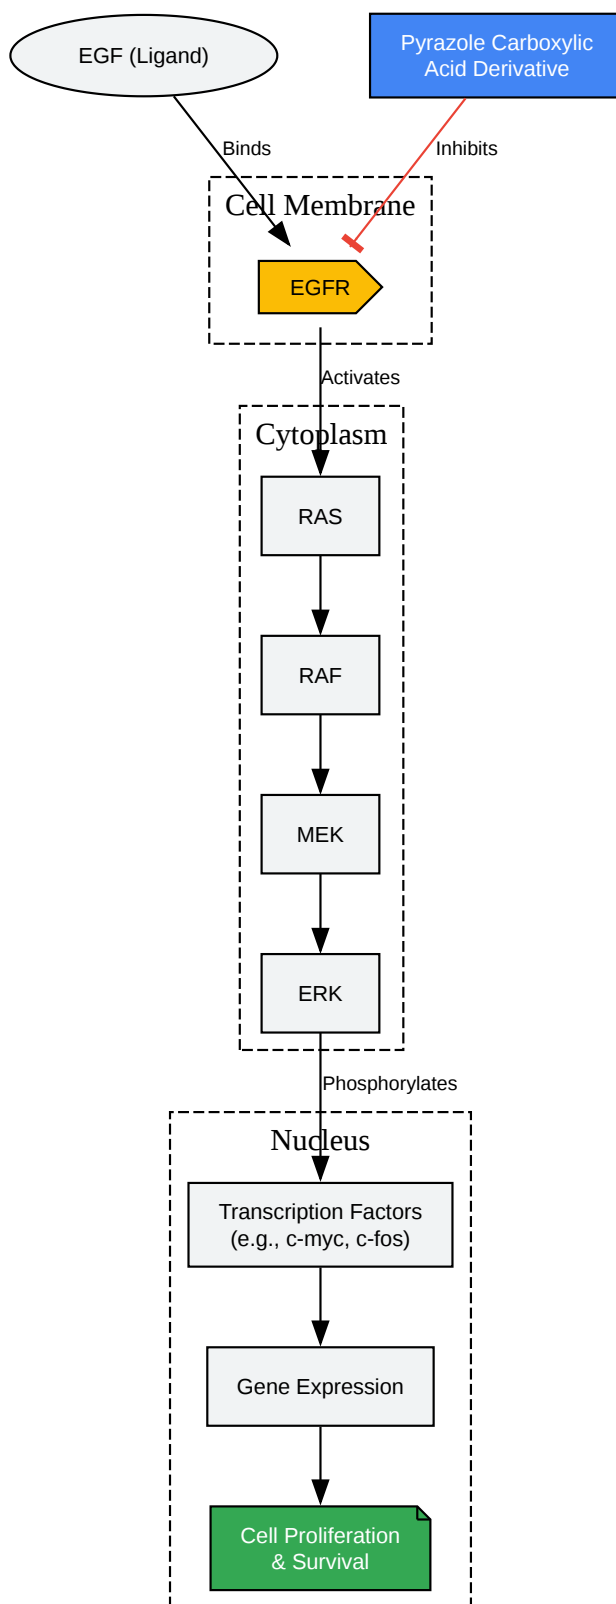 EGF (Ligand)
Pyrazole Carboxylic
Acid Derivative
Binds
Inhibits
Cell Membrane
EGFR
Activates
Cytoplasm
RAS
RAF
MEK
ERK
Phosphorylates
Nucleus
Transcription Factors
(e.g., c-myc, c-fos)
Gene Expression
Cell Proliferation
& Survival